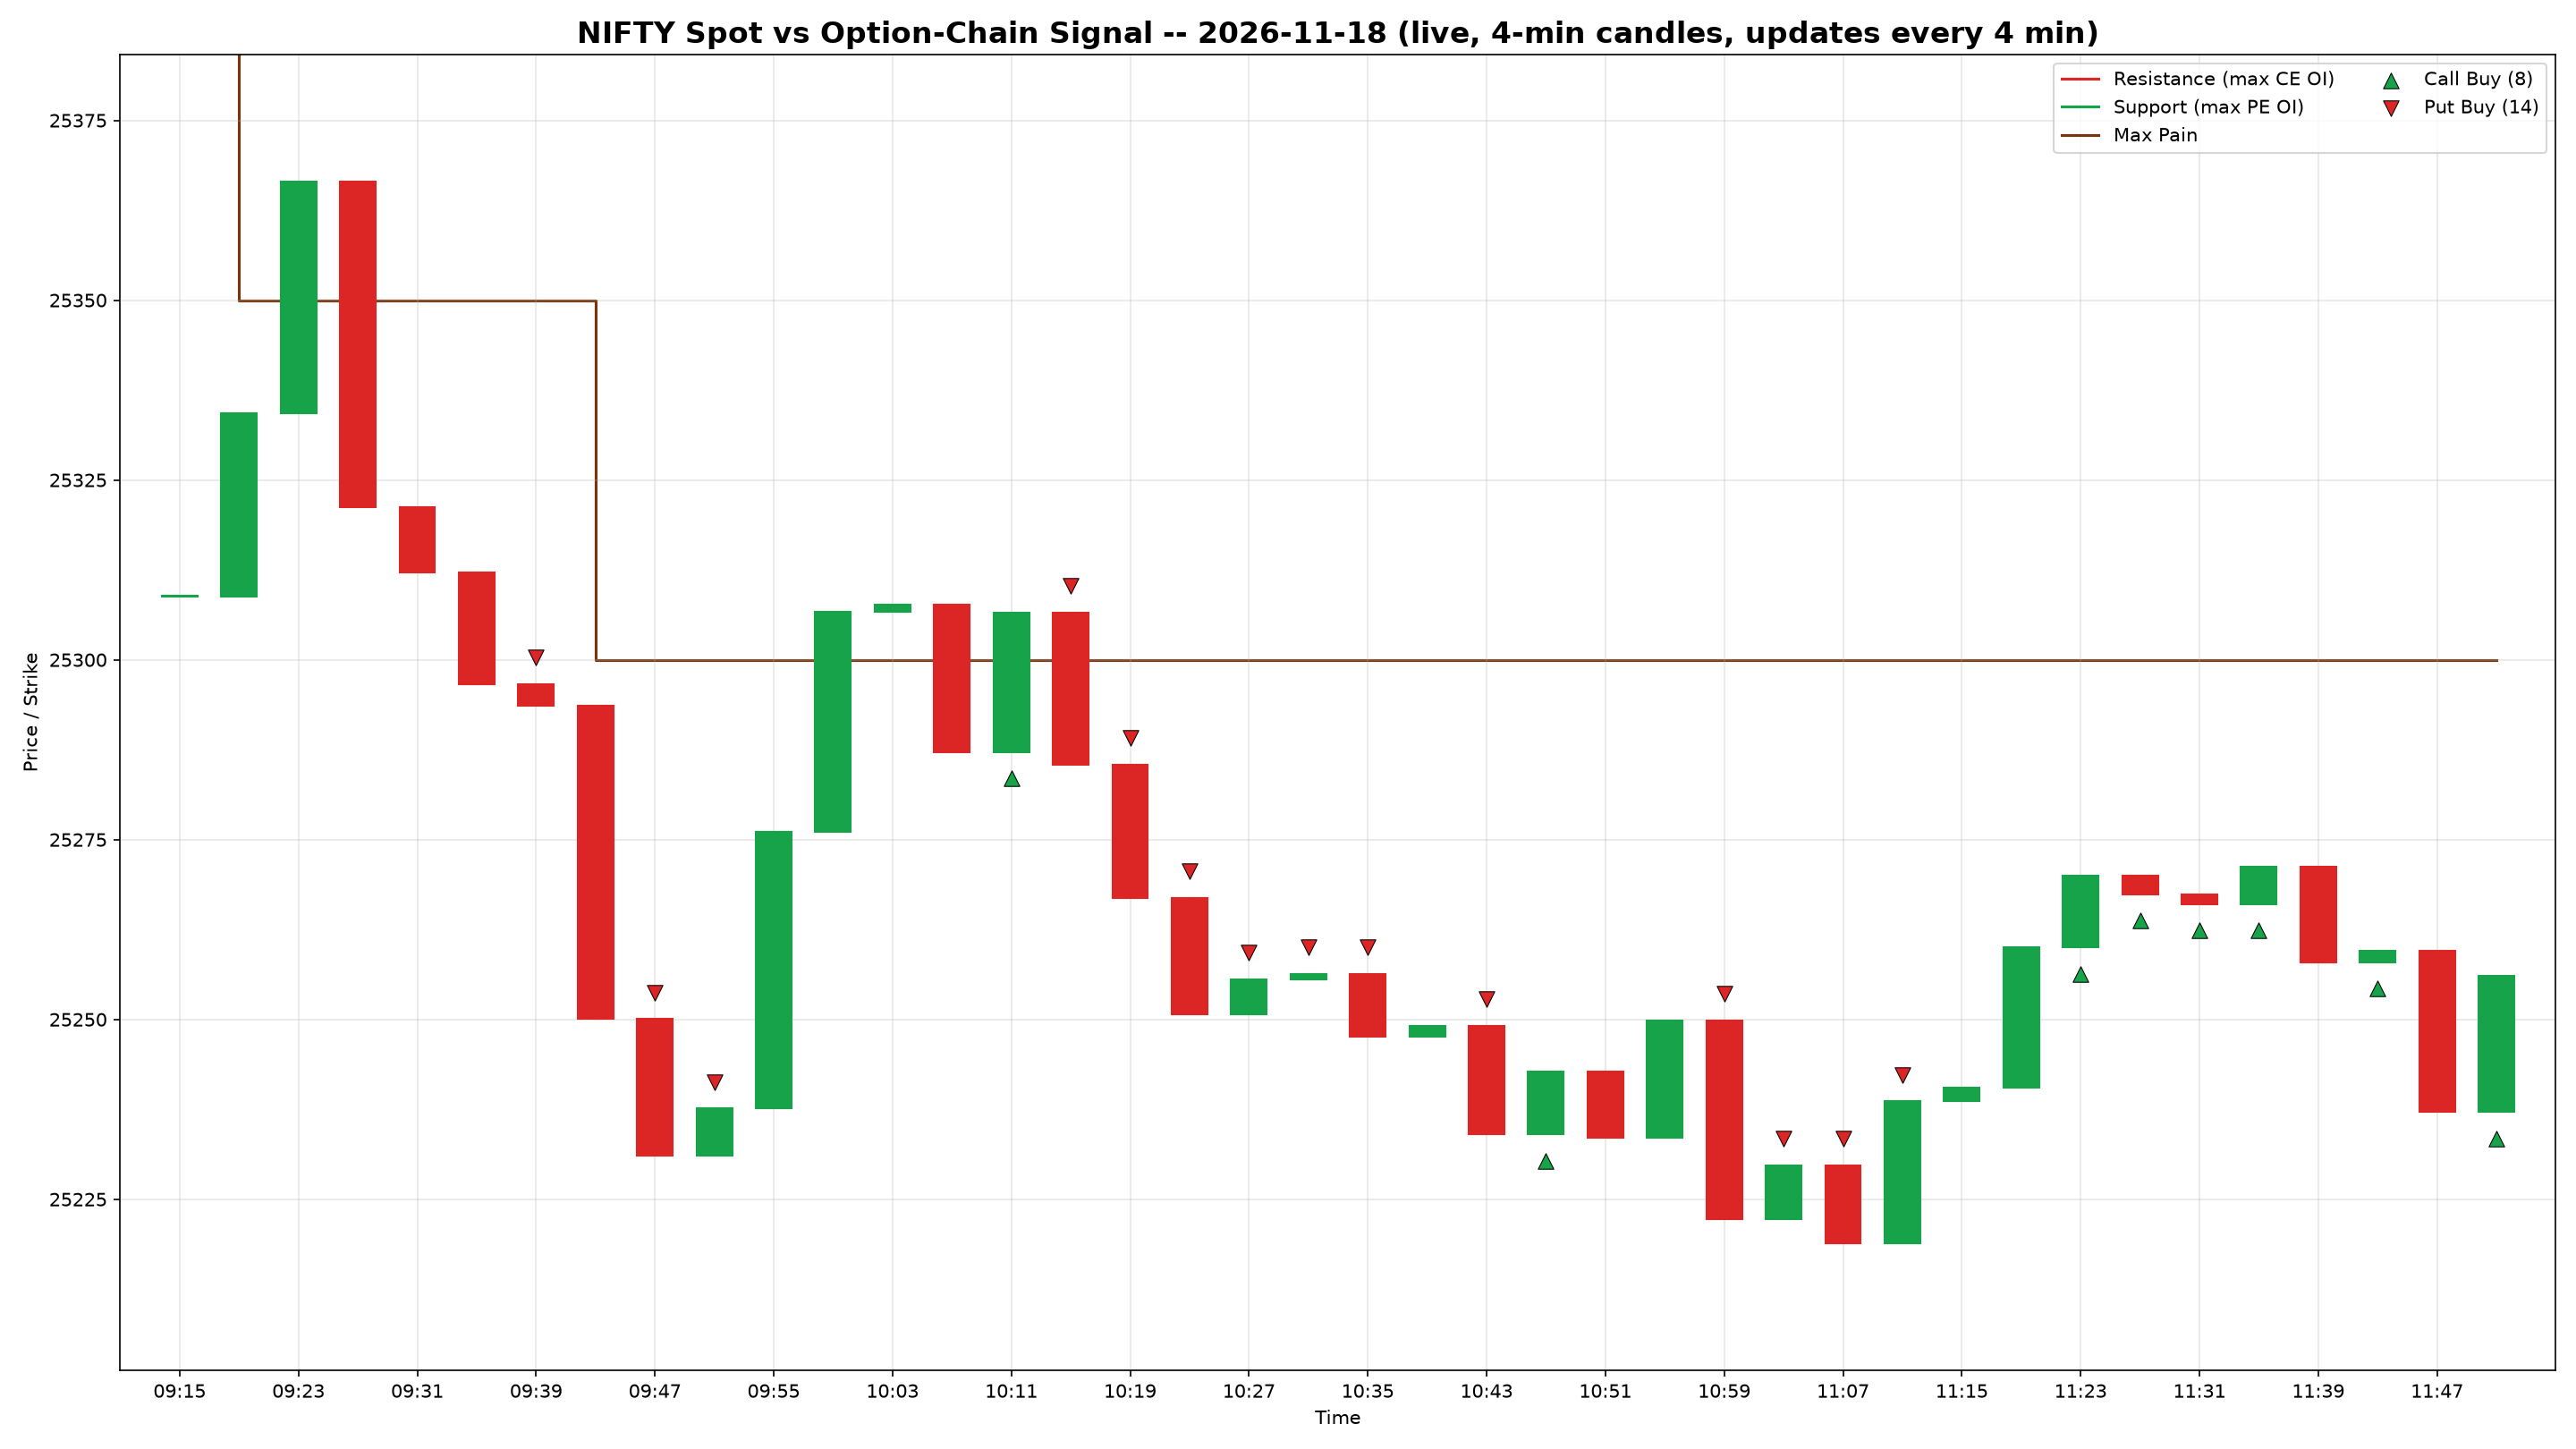 NIFTY Spot vs Option-Chain Signal -- 2026-11-18 (live, 4-min candles, updates every 4 min)
Resistance (max CE OI)
Support (max PE OI)
Max Pain
Call Buy (8)
Put Buy (14)
Price / Strike
25375
25350
25325
25300
25275
25250
25225
09:15 09:23 09:31 09:39 09:47 09:55 10:03 10:11 10:19 10:27 10:35 10:43 10:51 10:59 11:07 11:15 11:23 11:31 11:39 11:47
Time